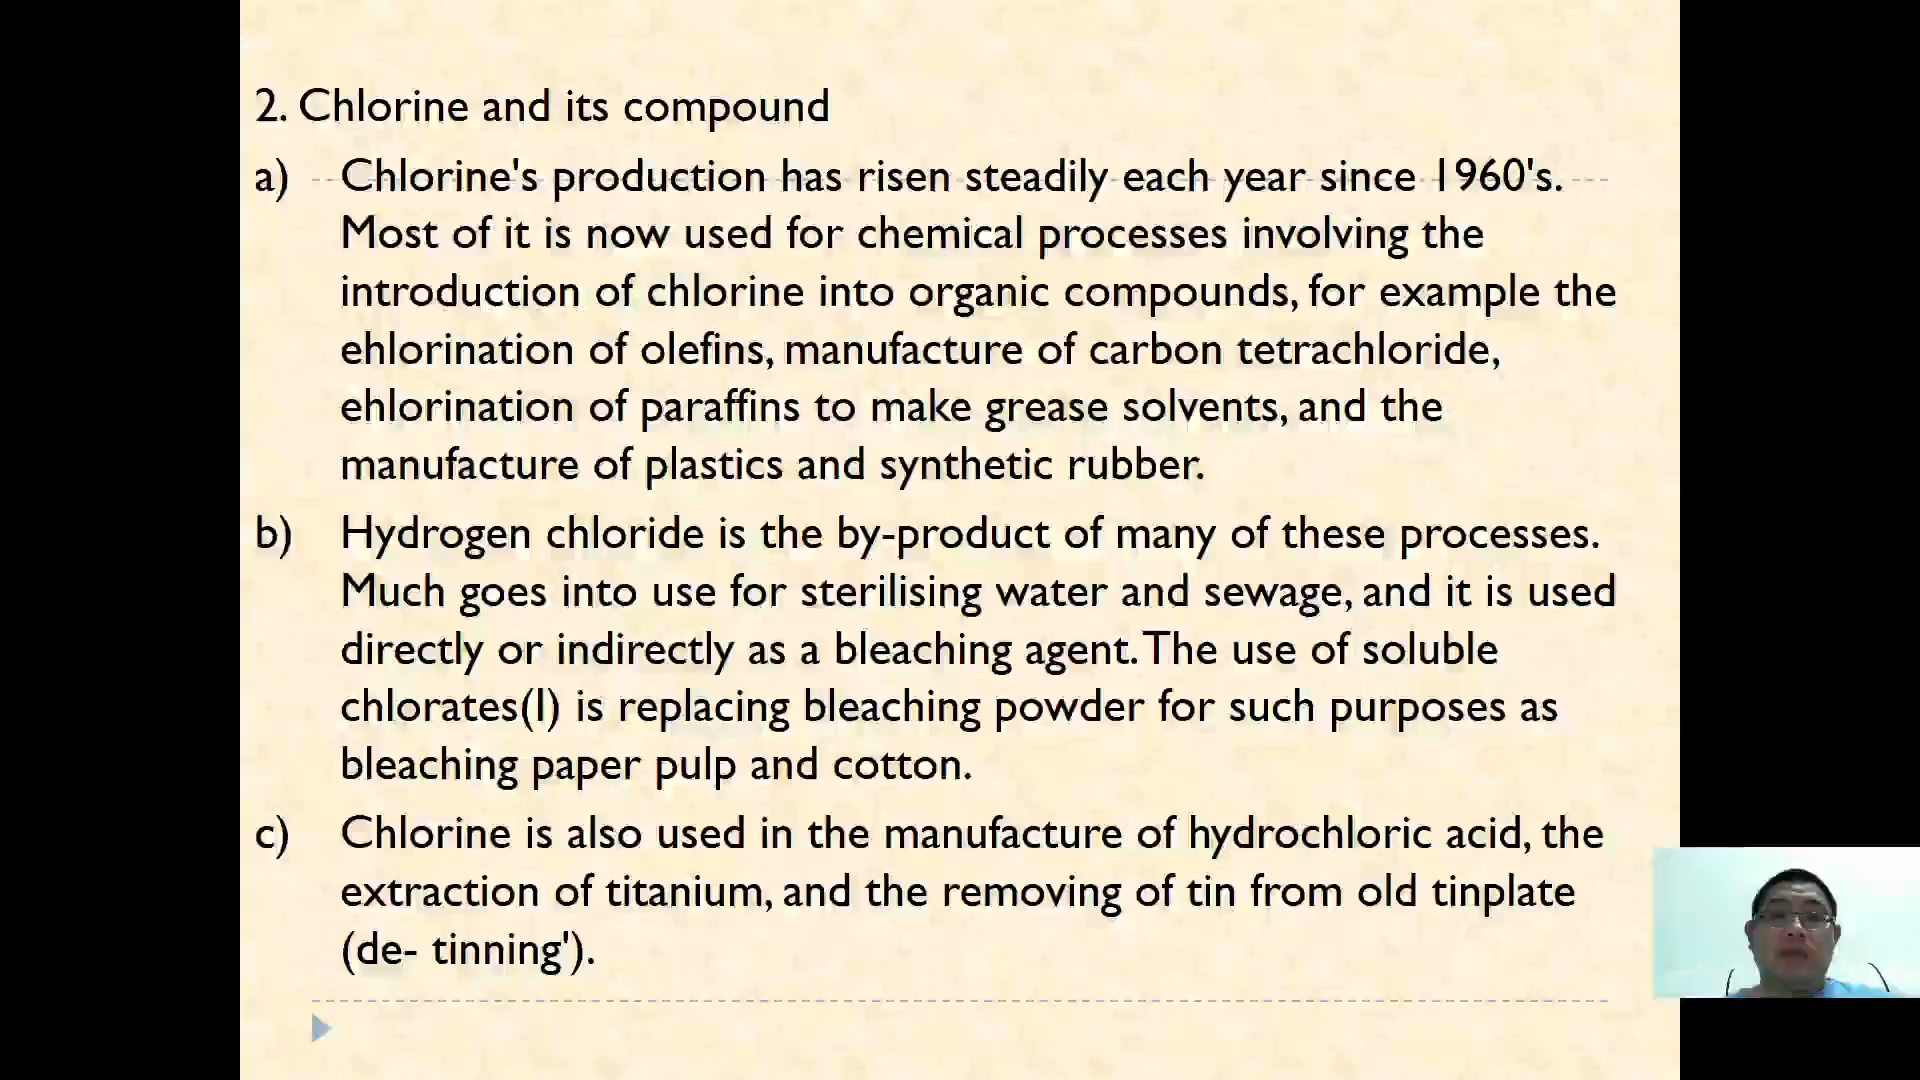 2. Chlorine and its compound
a) Chlorine's production has risen steadily each year since 1960's.
Most of it is now used for chemical processes involving the
introduction of chlorine into organic compounds, for example the
ehlorination of olefins, manufacture of carbon tetrachloride,
ehlorination of paraffins to make grease solvents, and the
manufacture of plastics and synthetic rubber.
b) Hydrogen chloride is the by-product of many of these processes.
Much goes into use for sterilising water and sewage, and it is used
directly or indirectly as a bleaching agent. The use of soluble
chlorates(l) is replacing bleaching powder for such purposes as
bleaching paper pulp and cotton.
c) Chlorine is also used in the manufacture of hydrochloric acid, the
extraction of titanium, and the removing of tin from old tinplate
(de- tinning').